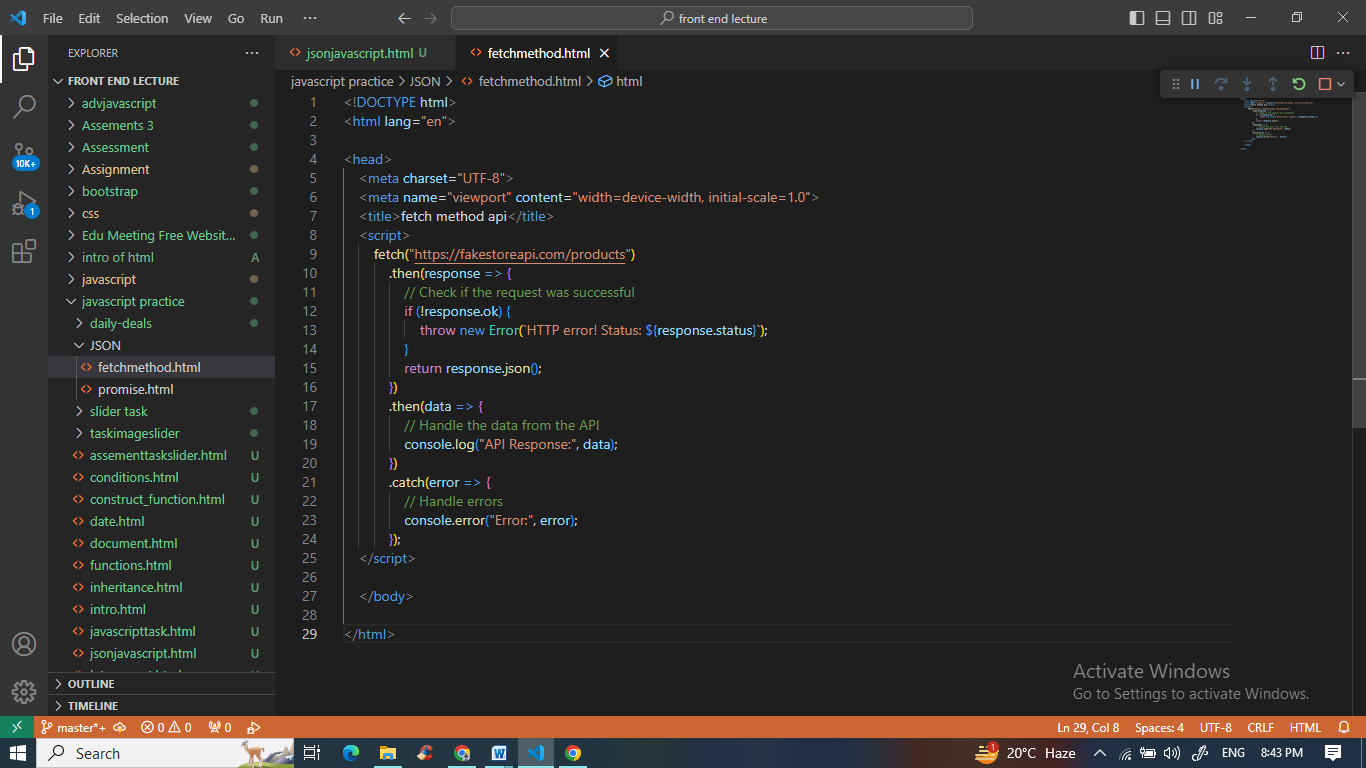 File Edit Selection View Go Run ··· front end lecture
EXPLORER ···
FRONT END LECTURE
advjavascript
Assements 3
Assessment
Assignment
bootstrap
css
Edu Meeting Free Websit...
intro of html A
javascript
javascript practice
daily-deals
JSON
fetchmethod.html
promise.html
slider task
taskimageslider
assementtaskslider.html U
conditions.html U
construct_function.html U
date.html U
document.html U
functions.html U
inheritance.html U
intro.html U
javascripttask.html U
jsonjavascript.html U
OUTLINE
TIMELINE
10K+
1
jsonjavascript.html U fetchmethod.html
javascript practice > JSON > fetchmethod.html > html
1 <!DOCTYPE html>
2 <html lang="en">
3
4 <head>
5 <meta charset="UTF-8">
6 <meta name="viewport" content="width=device-width, initial-scale=1.0">
7 <title>fetch method api</title>
8 <script>
9 fetch("https://fakestoreapi.com/products")
10 .then(response => {
11 // Check if the request was successful
12 if (!response.ok) {
13 throw new Error(`HTTP error! Status: ${response.status}`);
14 }
15 return response.json();
16 })
17 .then(data => {
18 // Handle the data from the API
19 console.log("API Response:", data);
20 })
21 .catch(error => {
22 // Handle errors
23 console.error("Error:", error);
24 });
25 </script>
26
27 </body>
28
29 </html>
Activate Windows
Go to Settings to activate Windows.
master*+ 0 0 0 Ln 29, Col 8 Spaces: 4 UTF-8 CRLF HTML
Search 1 20°C Haze ENG 8:43 PM